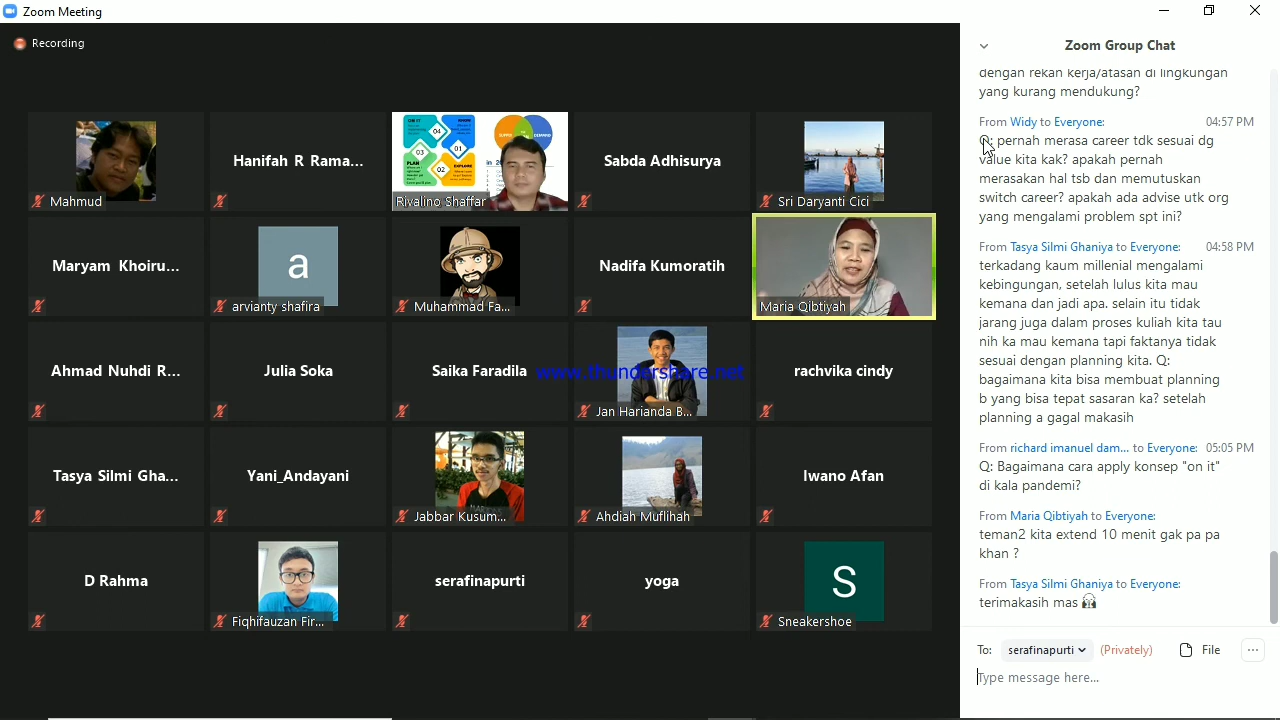 Zoom Meeting
Recording
Mahmud
Hanifah R Rama...
04
03
01
02
PLAN
EXPLORE
DEMAND
Rivalino Shaffar
Sabda Adhisurya
Sri Daryanti Cici
Maryam Khoiru...
a
arvianty shafira
Muhammad Fa...
Nadifa Kumoratih
Maria Qibtiyah
Ahmad Nuhdi R...
Julia Soka
Saika Faradila
www.thundershare.net
Jan Harianda B...
rachvika cindy
Tasya Silmi Gha...
Yani_Andayani
Jabbar Kusum...
Ahdiah Muflihah
Iwano Afan
D Rahma
Fiqhifauzan Fir...
serafinapurti
yoga
S
Sneakershoe
Zoom Group Chat
dengan rekan kerja/atasan di lingkungan
yang kurang mendukung?
From Widy to Everyone: 04:57 PM
Q: pernah merasa career tdk sesuai dg
value kita kak? apakah pernah
merasakan hal tsb dan memutuskan
switch career? apakah ada advise utk org
yang mengalami problem spt ini?
From Tasya Silmi Ghaniya to Everyone: 04:58 PM
terkadang kaum millenial mengalami
kebingungan, setelah lulus kita mau
kemana dan jadi apa. selain itu tidak
jarang juga dalam proses kuliah kita tau
nih ka mau kemana tapi faktanya tidak
sesuai dengan planning kita. Q:
bagaimana kita bisa membuat planning
b yang bisa tepat sasaran ka? setelah
planning a gagal makasih
From richard imanuel dam... to Everyone: 05:05 PM
Q: Bagaimana cara apply konsep "on it"
di kala pandemi?
From Maria Qibtiyah to Everyone:
teman2 kita extend 10 menit gak pa pa
khan ?
From Tasya Silmi Ghaniya to Everyone:
terimakasih mas
To: serafinapurti (Privately) File
Type message here...